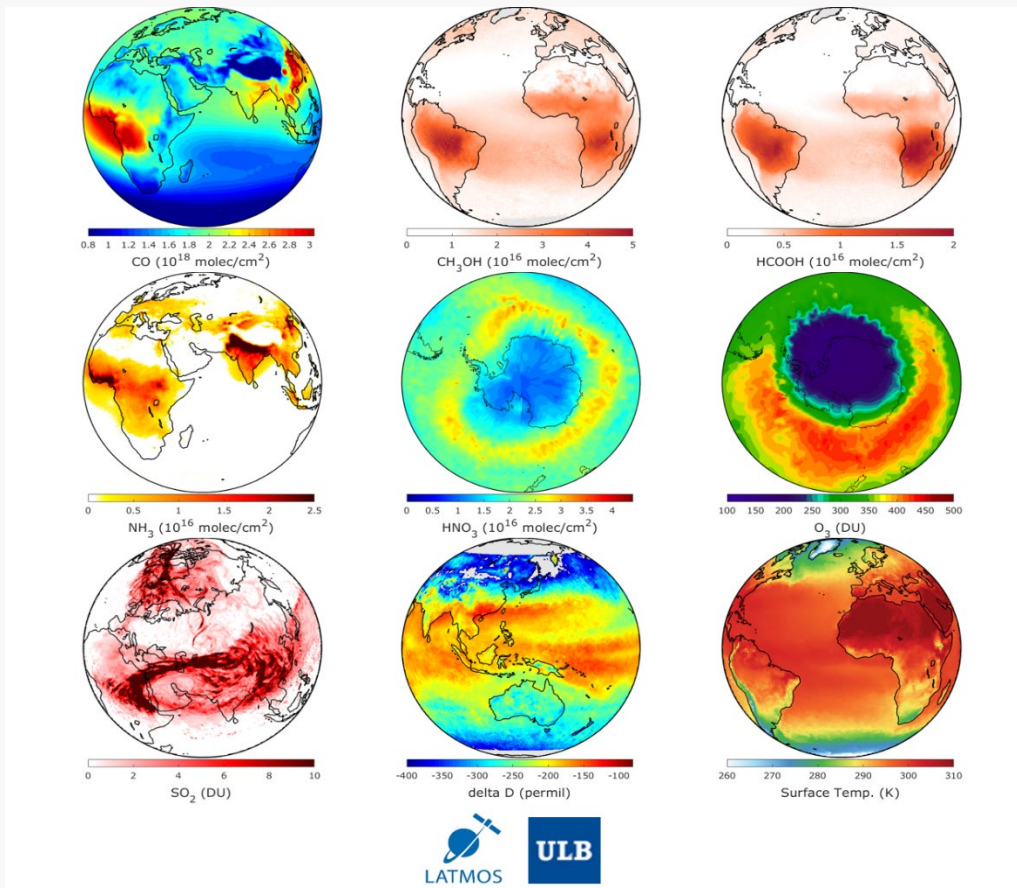 0.8 1 1.2 1.4 1.6 1.8 2 2.2 2.4 2.6 2.8 3
CO (10¹⁸ molec/cm²)
0 1 2 3 4 5
CH₃OH (10¹⁶ molec/cm²)
0 0.5 1 1.5 2
HCOOH (10¹⁶ molec/cm²)
0 0.5 1 1.5 2 2.5
NH₃ (10¹⁶ molec/cm²)
0 0.5 1 1.5 2 2.5 3 3.5 4
HNO₃ (10¹⁶ molec/cm²)
100 150 200 250 300 350 400 450 500
O₃ (DU)
0 2 4 6 8 10
SO₂ (DU)
-400 -350 -300 -250 -200 -150 -100
delta D (permil)
260 270 280 290 300 310
Surface Temp. (K)
LATMOS
ULB